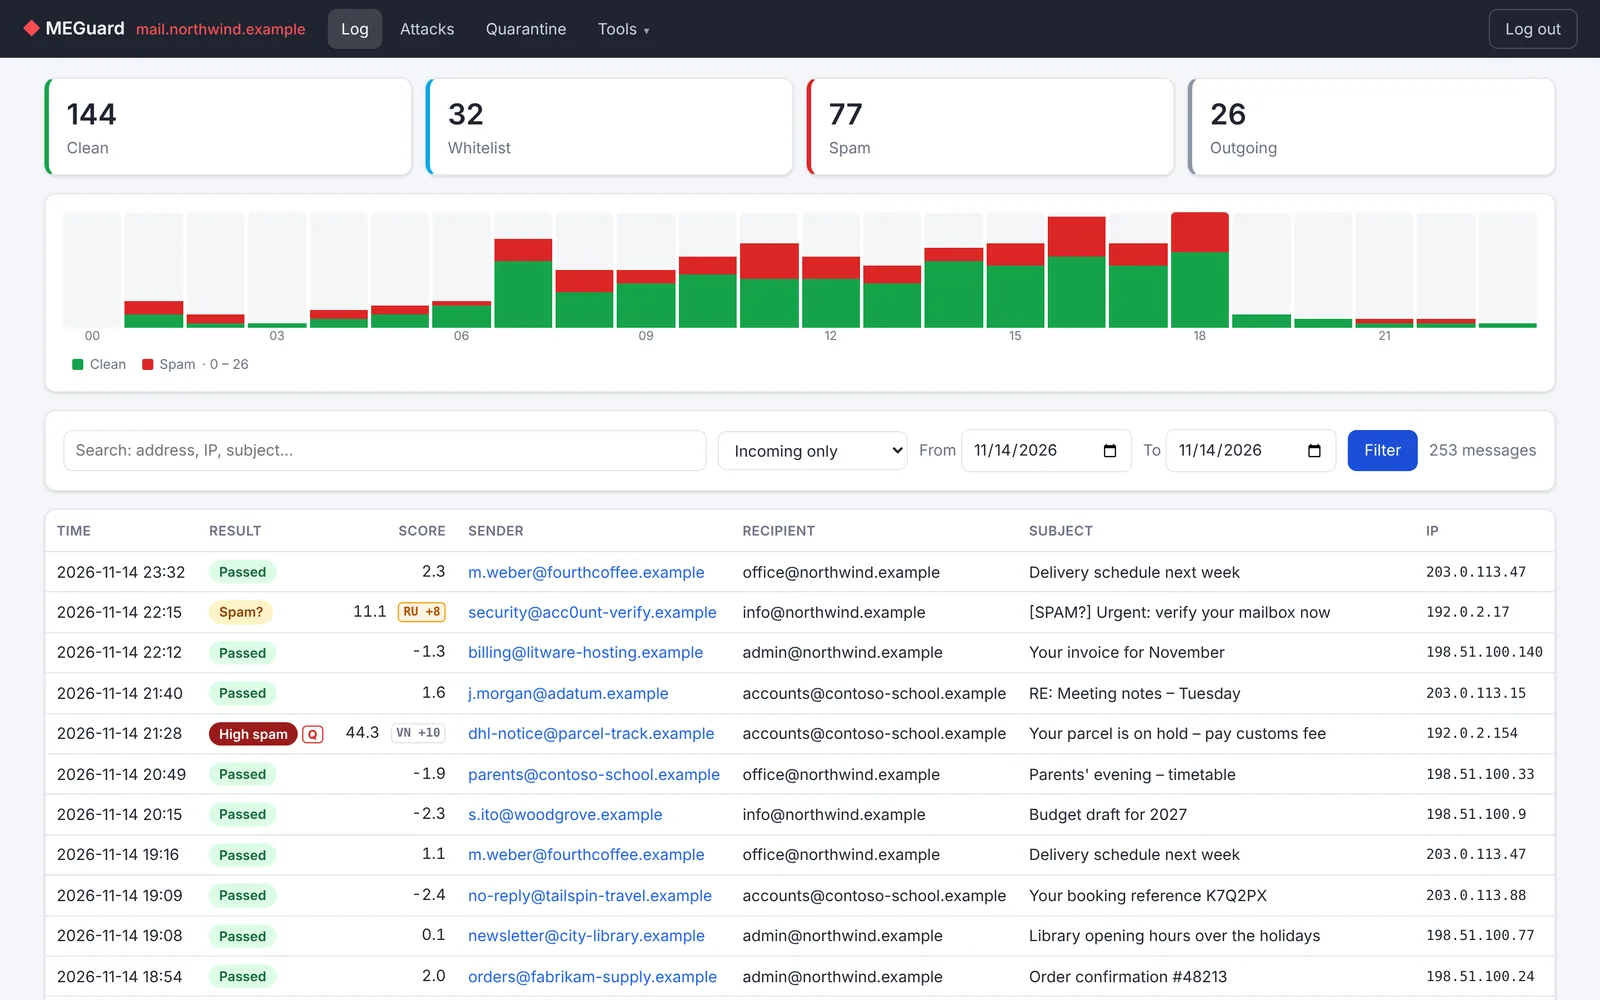 MEGuard mail.northwind.example Log Attacks Quarantine Tools ▾ Log out
144 32 77 26
Clean Whitelist Spam Outgoing
00 03 06 09 12 15 18 21
Clean Spam · 0 – 26
Search: address, IP, subject... Incoming only From 11/14/2026 To 11/14/2026 Filter 253 messages
TIME RESULT SCORE SENDER RECIPIENT SUBJECT IP
2026-11-14 23:32 Passed 2.3 m.weber@fourthcoffee.example office@northwind.example Delivery schedule next week 203.0.113.47
2026-11-14 22:15 Spam? 11.1 RU +8 security@acc0unt-verify.example info@northwind.example [SPAM?] Urgent: verify your mailbox now 192.0.2.17
2026-11-14 22:12 Passed -1.3 billing@litware-hosting.example admin@northwind.example Your invoice for November 198.51.100.140
2026-11-14 21:40 Passed 1.6 j.morgan@adatum.example accounts@contoso-school.example RE: Meeting notes – Tuesday 203.0.113.15
2026-11-14 21:28 High spam Q 44.3 VN +10 dhl-notice@parcel-track.example accounts@contoso-school.example Your parcel is on hold – pay customs fee 192.0.2.154
2026-11-14 20:49 Passed -1.9 parents@contoso-school.example office@northwind.example Parents' evening – timetable 198.51.100.33
2026-11-14 20:15 Passed -2.3 s.ito@woodgrove.example info@northwind.example Budget draft for 2027 198.51.100.9
2026-11-14 19:16 Passed 1.1 m.weber@fourthcoffee.example office@northwind.example Delivery schedule next week 203.0.113.47
2026-11-14 19:09 Passed -2.4 no-reply@tailspin-travel.example accounts@contoso-school.example Your booking reference K7Q2PX 203.0.113.88
2026-11-14 19:08 Passed 0.1 newsletter@city-library.example admin@northwind.example Library opening hours over the holidays 198.51.100.77
2026-11-14 18:54 Passed 2.0 orders@fabrikam-supply.example admin@northwind.example Order confirmation #48213 198.51.100.24